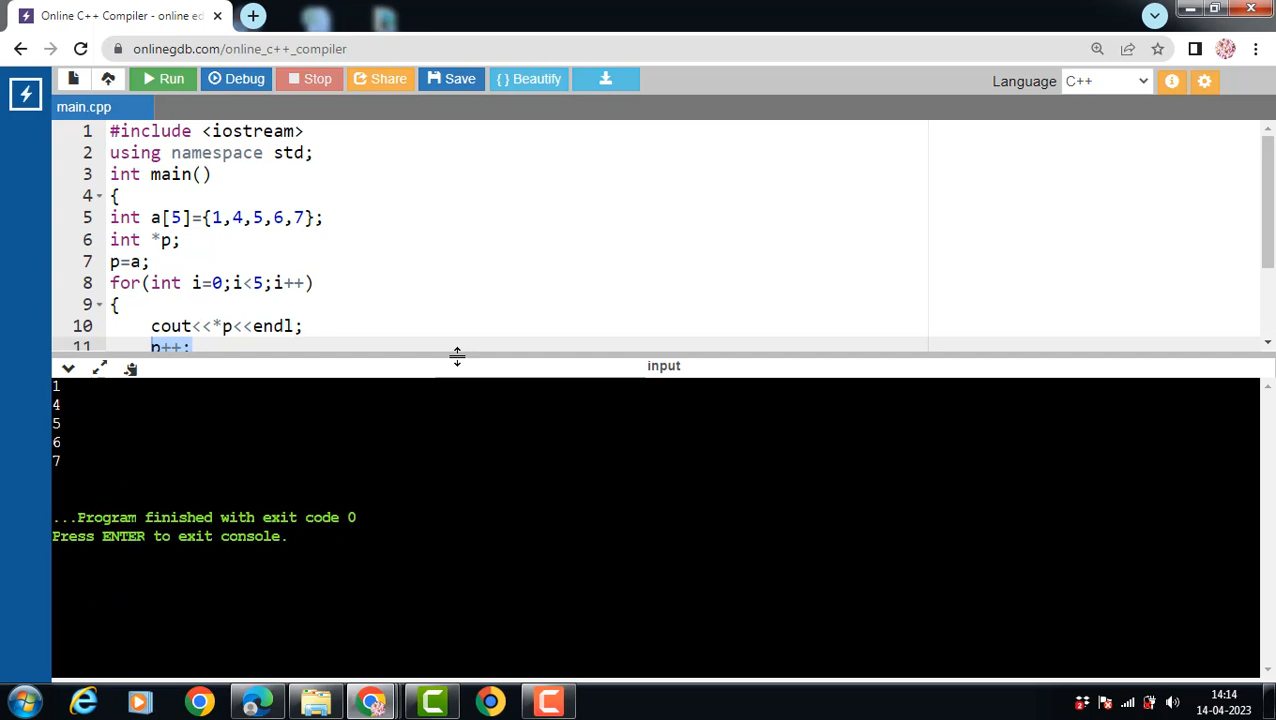 Online C++ Compiler - online ed
onlinegdb.com/online_c++_compiler
Run
Debug
Stop
Share
Save
{ } Beautify
Language
C++
main.cpp
1 #include <iostream>
2 using namespace std;
3 int main()
4 {
5 int a[5]={1,4,5,6,7};
6 int *p;
7 p=a;
8 for(int i=0;i<5;i++)
9 {
10 cout<<*p<<endl;
11 p++;
input
1
4
5
6
7
...Program finished with exit code 0
Press ENTER to exit console.
14:14
14-04-2023